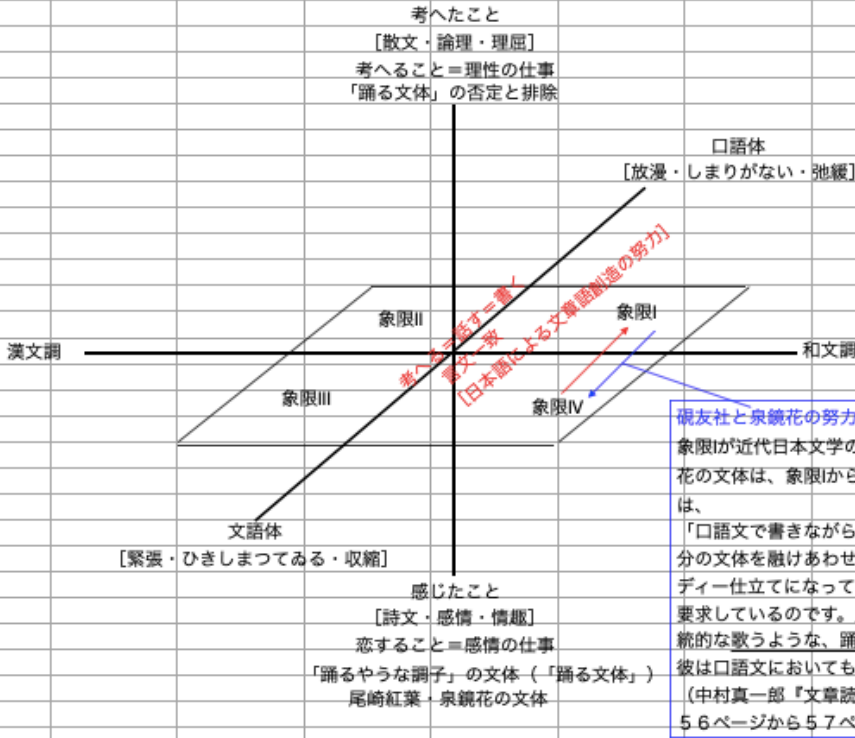 考へたこと
[散文・論理・理屈]
考へること＝理性の仕事
「踊る文体」の否定と排除
口語体
[放漫・しまりがない・弛緩]
考へる＝話す＝書く
言文一致
[日本語による文章語創造の努力]
象限II
象限I
漢文調
和文調
象限III
象限IV
硯友社と泉鏡花の努力
象限Iが近代日本文学の
花の文体は、象限Iから
は、
「口語文で書きながら
分の文体を融けあわせ
ディー仕立てになって
要求しているのです。
統的な歌うような、踊
彼は口語文においても
（中村真一郎『文章読
５６ページから５７ペ
文語体
[緊張・ひきしまつてゐる・収縮]
感じたこと
[詩文・感情・情趣]
恋すること＝感情の仕事
「踊るやうな調子」の文体（「踊る文体」）
尾崎紅葉・泉鏡花の文体